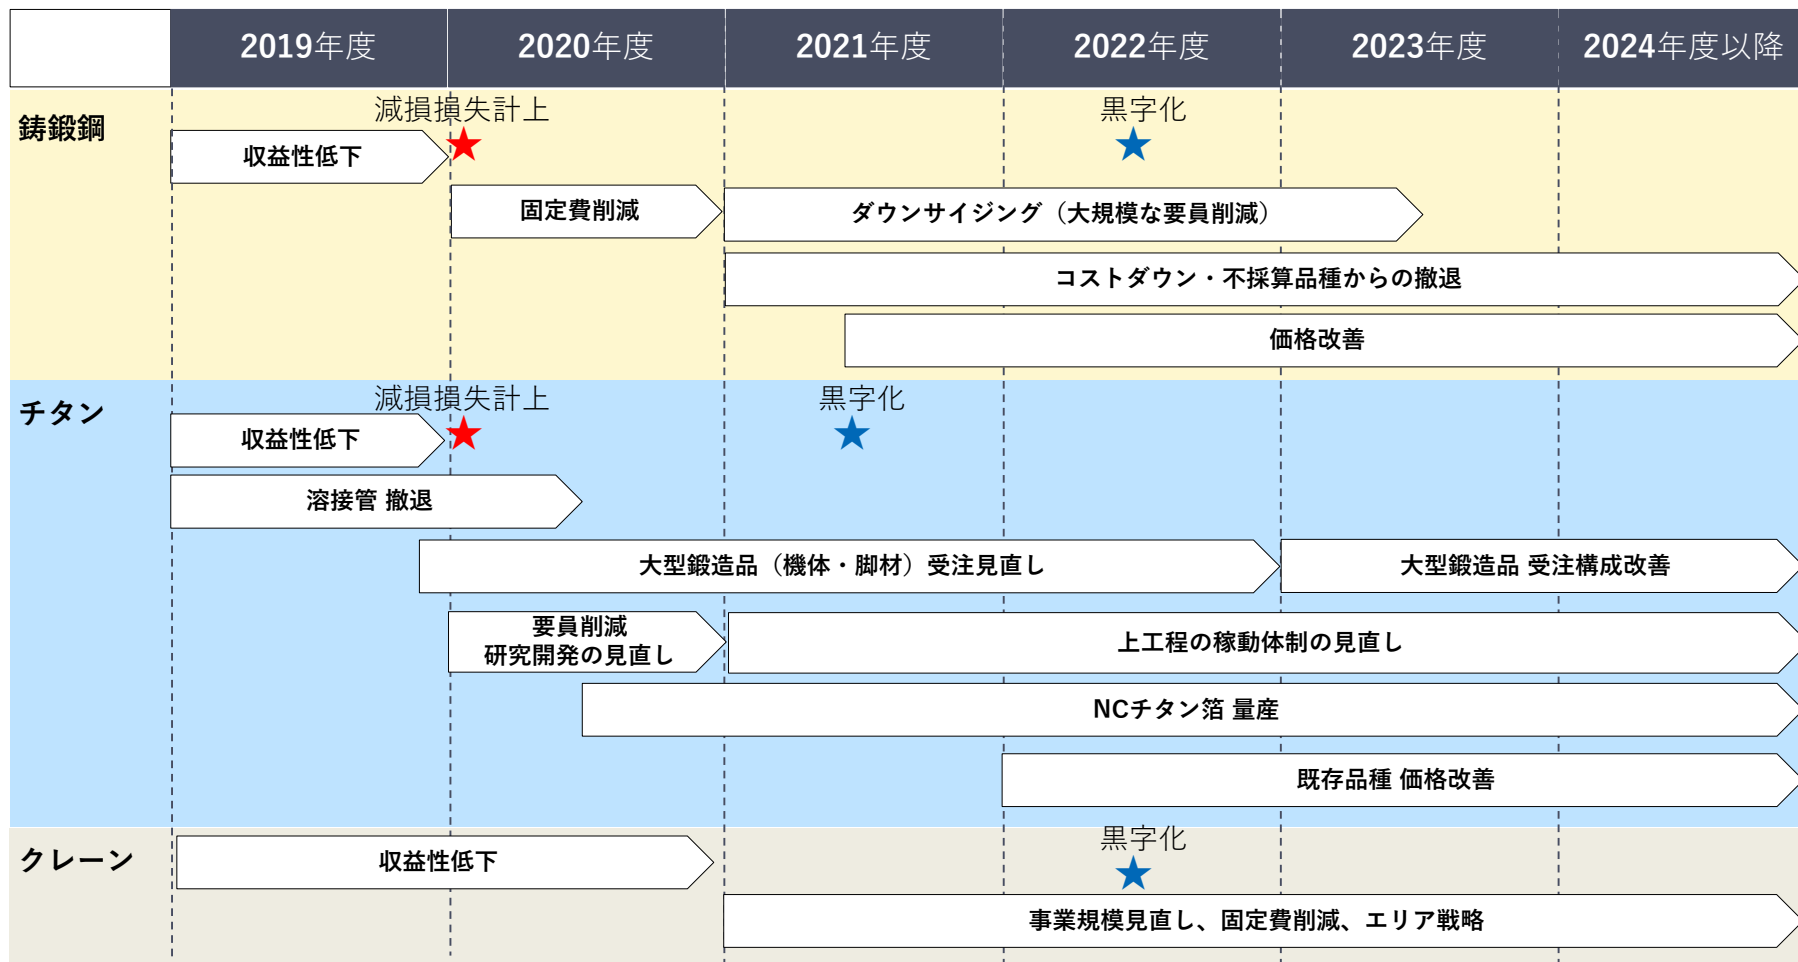 2019年度
2020年度
2021年度
2022年度
2023年度
2024年度以降
鋳鍛鋼
減損損失計上
黒字化
収益性低下
固定費削減
ダウンサイジング（大規模な要員削減）
コストダウン・不採算品種からの撤退
価格改善
チタン
減損損失計上
黒字化
収益性低下
溶接管 撤退
大型鍛造品（機体・脚材）受注見直し
大型鍛造品 受注構成改善
要員削減
研究開発の見直し
上工程の稼動体制の見直し
NCチタン箔 量産
既存品種 価格改善
クレーン
黒字化
収益性低下
事業規模見直し、固定費削減、エリア戦略